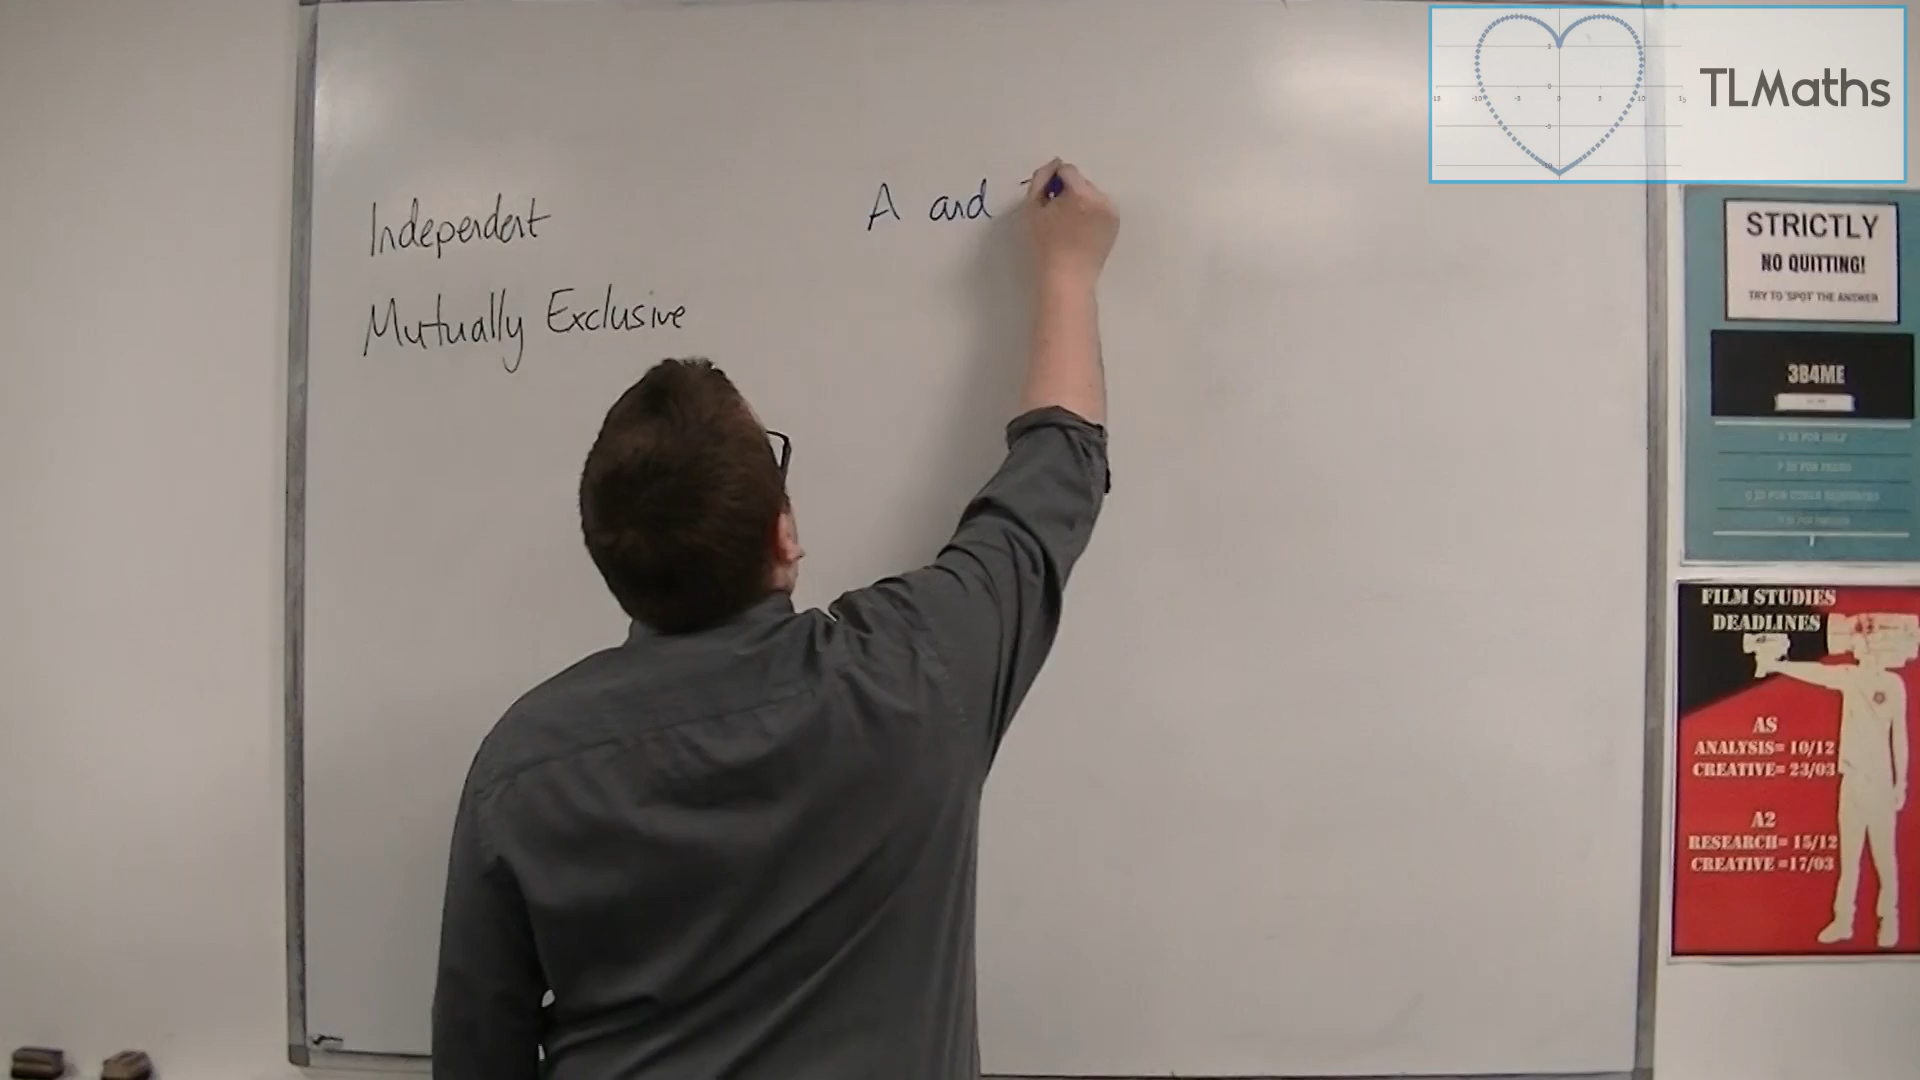 Independent
Mutually Exclusive
A and
TLMaths
STRICTLY
NO QUITTING!
TRY TO 'SPOT' THE ANSWER
3B4ME
FILM STUDIES
DEADLINES
AS
ANALYSIS= 10/12
CREATIVE= 23/03
A2
RESEARCH= 15/12
CREATIVE =17/03